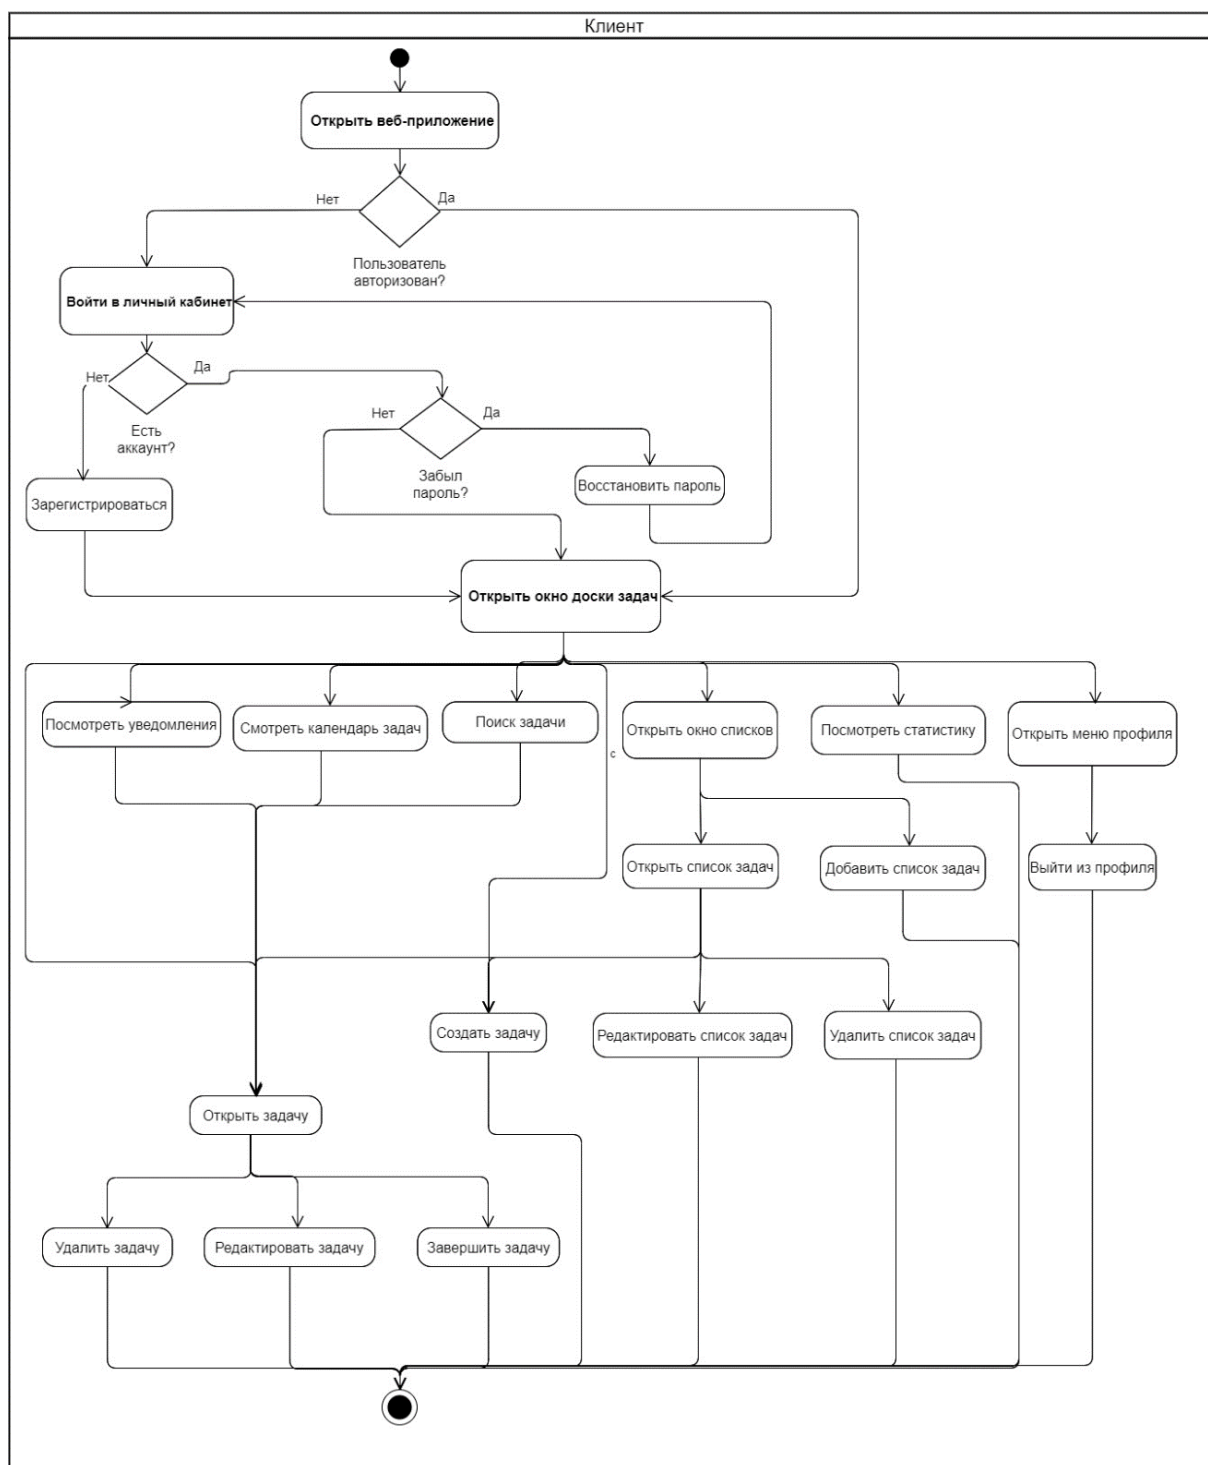 Клиент
Открыть веб-приложение
Нет
Да
Пользователь
авторизован?
Войти в личный кабинет
Нет
Да
Есть
аккаунт?
Нет
Да
Забыл
пароль?
Восстановить пароль
Зарегистрироваться
Открыть окно доски задач
Посмотреть уведомления
Смотреть календарь задач
Поиск задачи
Открыть окно списков
Посмотреть статистику
Открыть меню профиля
с
Открыть список задач
Добавить список задач
Выйти из профиля
Создать задачу
Редактировать список задач
Удалить список задач
Открыть задачу
Удалить задачу
Редактировать задачу
Завершить задачу